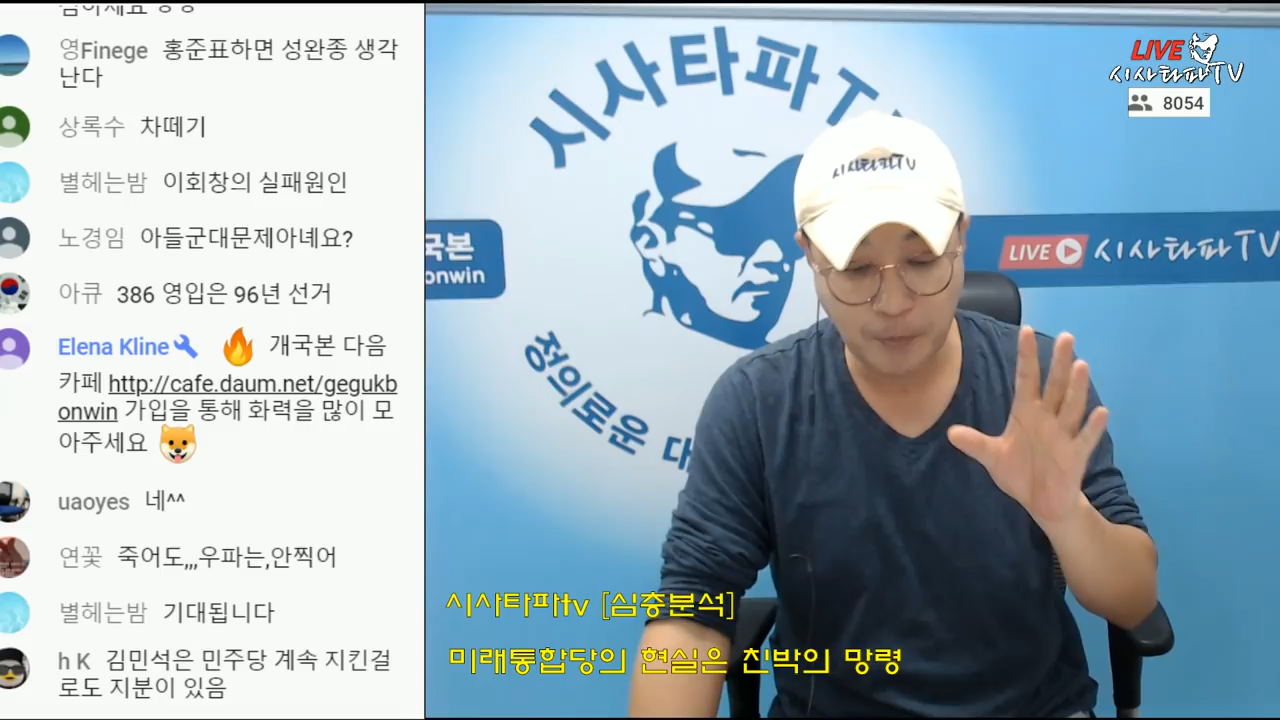 영Finege 홍준표하면 성완종 생각
난다
상록수 차떼기
별헤는밤 이회창의 실패원인
노경임 아들군대문제아녜요?
아큐 386 영입은 96년 선거
Elena Kline 개국본 다음
카페 http://cafe.daum.net/gegukb
onwin 가입을 통해 화력을 많이 모
아주세요
uaoyes 네^^
연꽃 죽어도,,,우파는,안찍어
별헤는밤 기대됩니다
h K 김민석은 민주당 계속 지킨걸
로도 지분이 있음
시사타파TV
정의로운 대
국본
onwin
시사타파TV
LIVE
시사타파TV
8054
LIVE 시사타파TV
시사타파tv [심층분석]
미래통합당의 현실은 친박의 망령